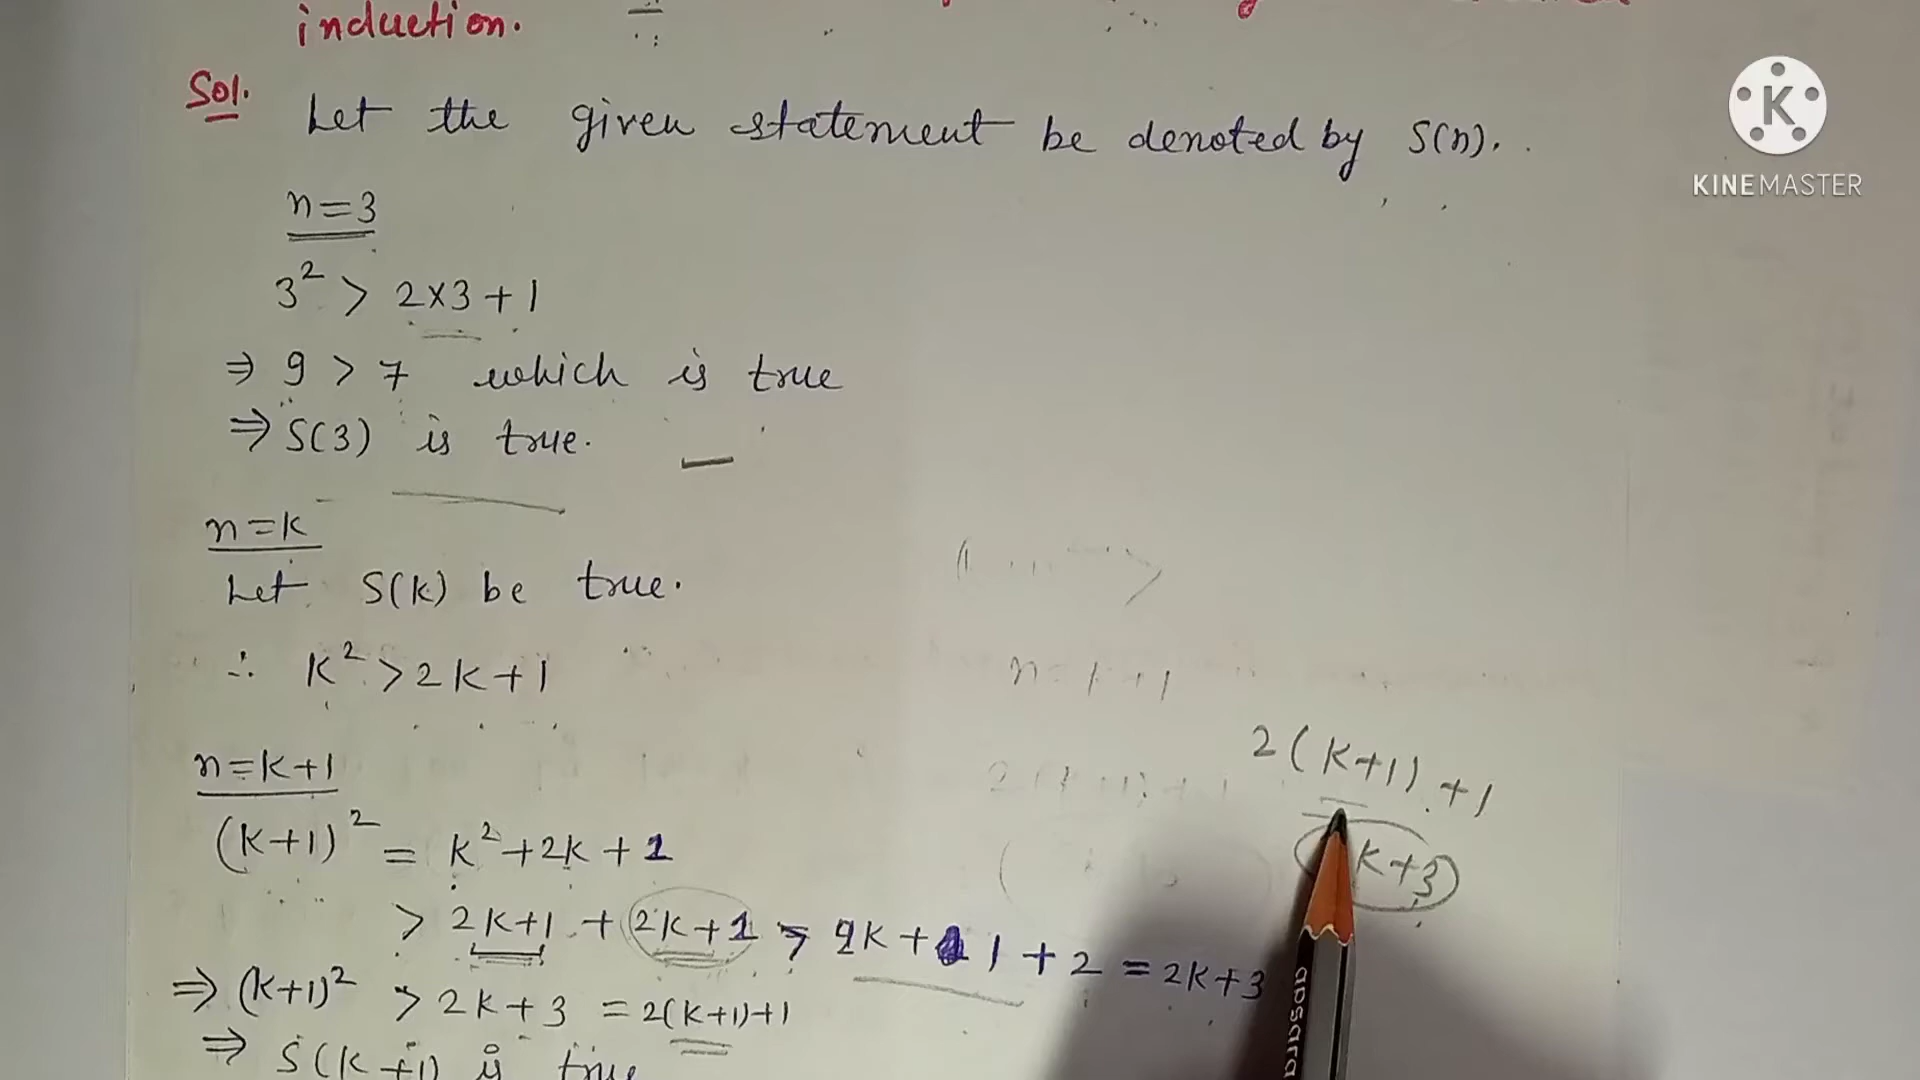 induction.
Sol.
Let the given statement be denoted by S(n).
KINEMASTER
n=3
3² > 2×3+1
⇒ 9 > 7 which is true
⇒ S(3) is true.
n=k
Let S(k) be true.
∴ k² > 2k+1
n=k+1
2(k+1)+1
n=k+1
(k+1)² = k²+2k+1
k+3
> 2k+1 + 2k+1 > 2k+1+2 = 2k+3
⇒ (k+1)² > 2k+3 = 2(k+1)+1
⇒ S(k+1) is true
apsara